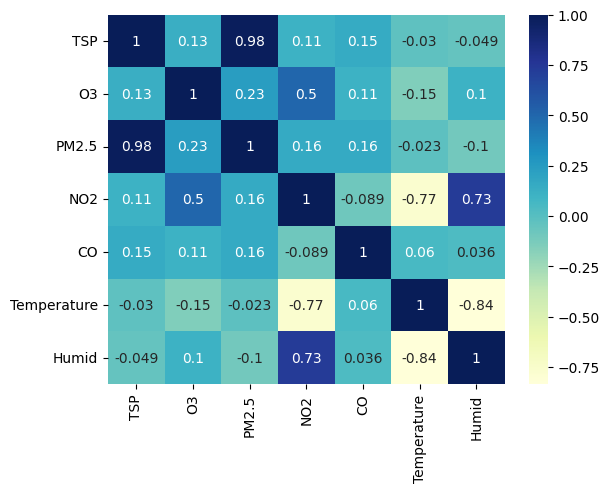 TSP 1 0.13 0.98 0.11 0.15 -0.03 -0.049
O3 0.13 1 0.23 0.5 0.11 -0.15 0.1
PM2.5 0.98 0.23 1 0.16 0.16 -0.023 -0.1
NO2 0.11 0.5 0.16 1 -0.089 -0.77 0.73
CO 0.15 0.11 0.16 -0.089 1 0.06 0.036
Temperature -0.03 -0.15 -0.023 -0.77 0.06 1 -0.84
Humid -0.049 0.1 -0.1 0.73 0.036 -0.84 1
TSP O3 PM2.5 NO2 CO Temperature Humid
1.00
0.75
0.50
0.25
0.00
−0.25
−0.50
−0.75